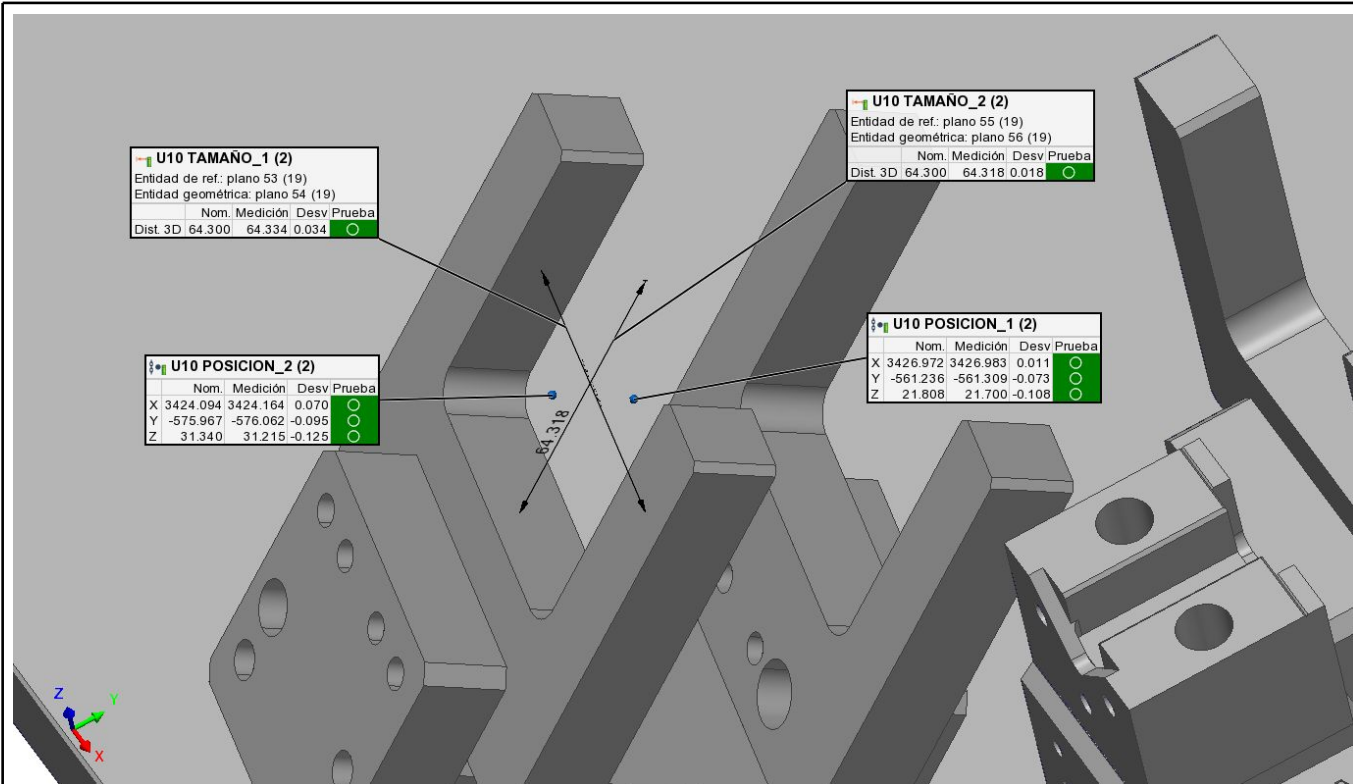 U10 TAMAÑO_1 (2)
Entidad de ref.: plano 53 (19)
Entidad geométrica: plano 54 (19)
Nom. Medición Desv Prueba
Dist. 3D 64.300 64.334 0.034
U10 TAMAÑO_2 (2)
Entidad de ref.: plano 55 (19)
Entidad geométrica: plano 56 (19)
Nom. Medición Desv Prueba
Dist. 3D 64.300 64.318 0.018
U10 POSICION_2 (2)
Nom. Medición Desv Prueba
X 3424.094 3424.164 0.070
Y -575.967 -576.062 -0.095
Z 31.340 31.215 -0.125
U10 POSICION_1 (2)
Nom. Medición Desv Prueba
X 3426.972 3426.983 0.011
Y -561.236 -561.309 -0.073
Z 21.808 21.700 -0.108
64.318
Z
Y
X